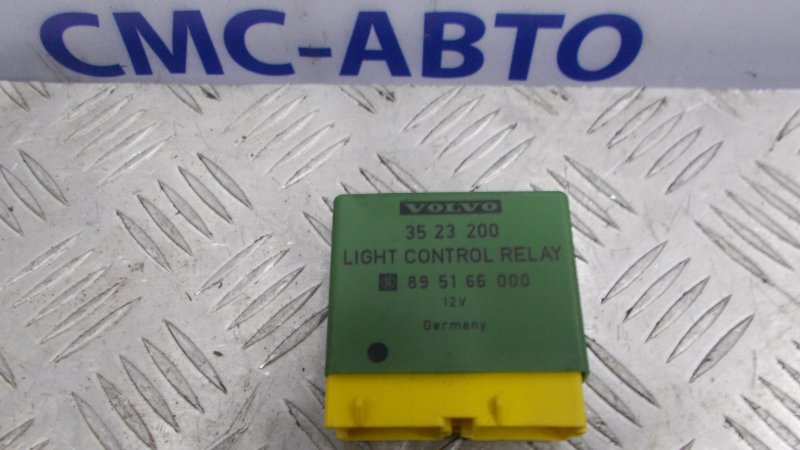 СМС-АВТО
VOLVO
35 23 200
LIGHT CONTROL RELAY
89 51 66 000
12V
Germany